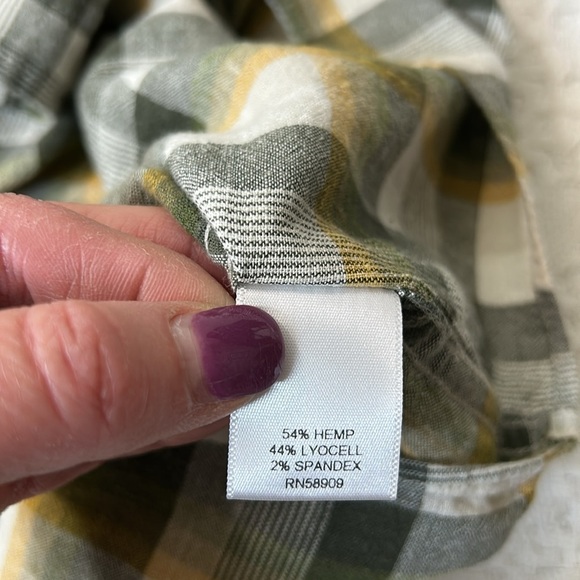 54% HEMP
44% LYOCELL
2% SPANDEX
RN58909